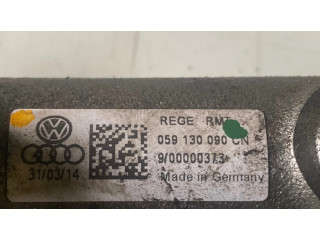 REGE RMT
059 130 090 CN
9/00000373
31/03/14 Made in Germany